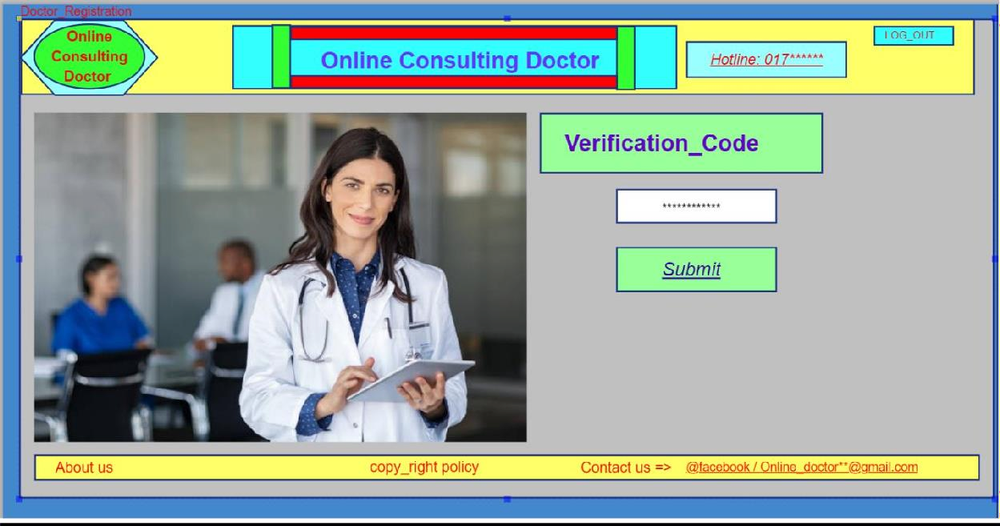 Doctor_Registration
Online
Consulting
Doctor
Online Consulting Doctor
Hotline: 017******
LOG_OUT
Verification_Code
************
Submit
About us
copy_right policy
Contact us =>
@facebook / Online_doctor**@gmail.com